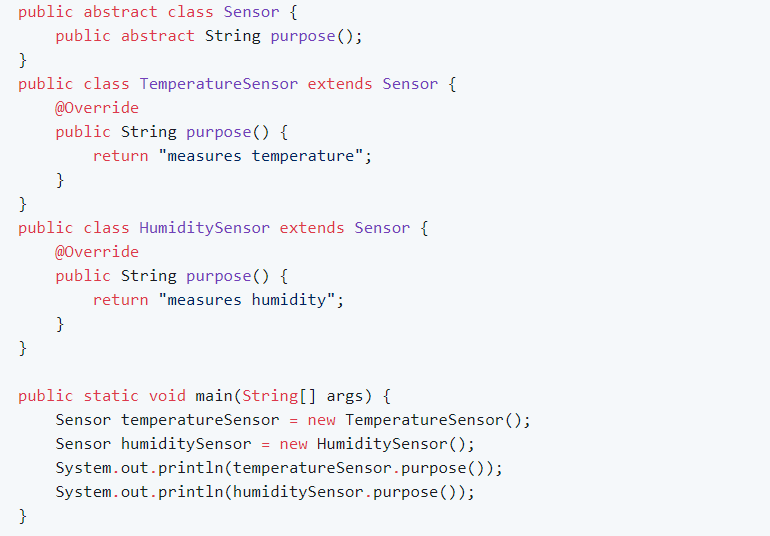 public abstract class Sensor {
    public abstract String purpose();
}
public class TemperatureSensor extends Sensor {
    @Override
    public String purpose() {
        return "measures temperature";
    }
}
public class HumiditySensor extends Sensor {
    @Override
    public String purpose() {
        return "measures humidity";
    }
}

public static void main(String[] args) {
    Sensor temperatureSensor = new TemperatureSensor();
    Sensor humiditySensor = new HumiditySensor();
    System.out.println(temperatureSensor.purpose());
    System.out.println(humiditySensor.purpose());
}